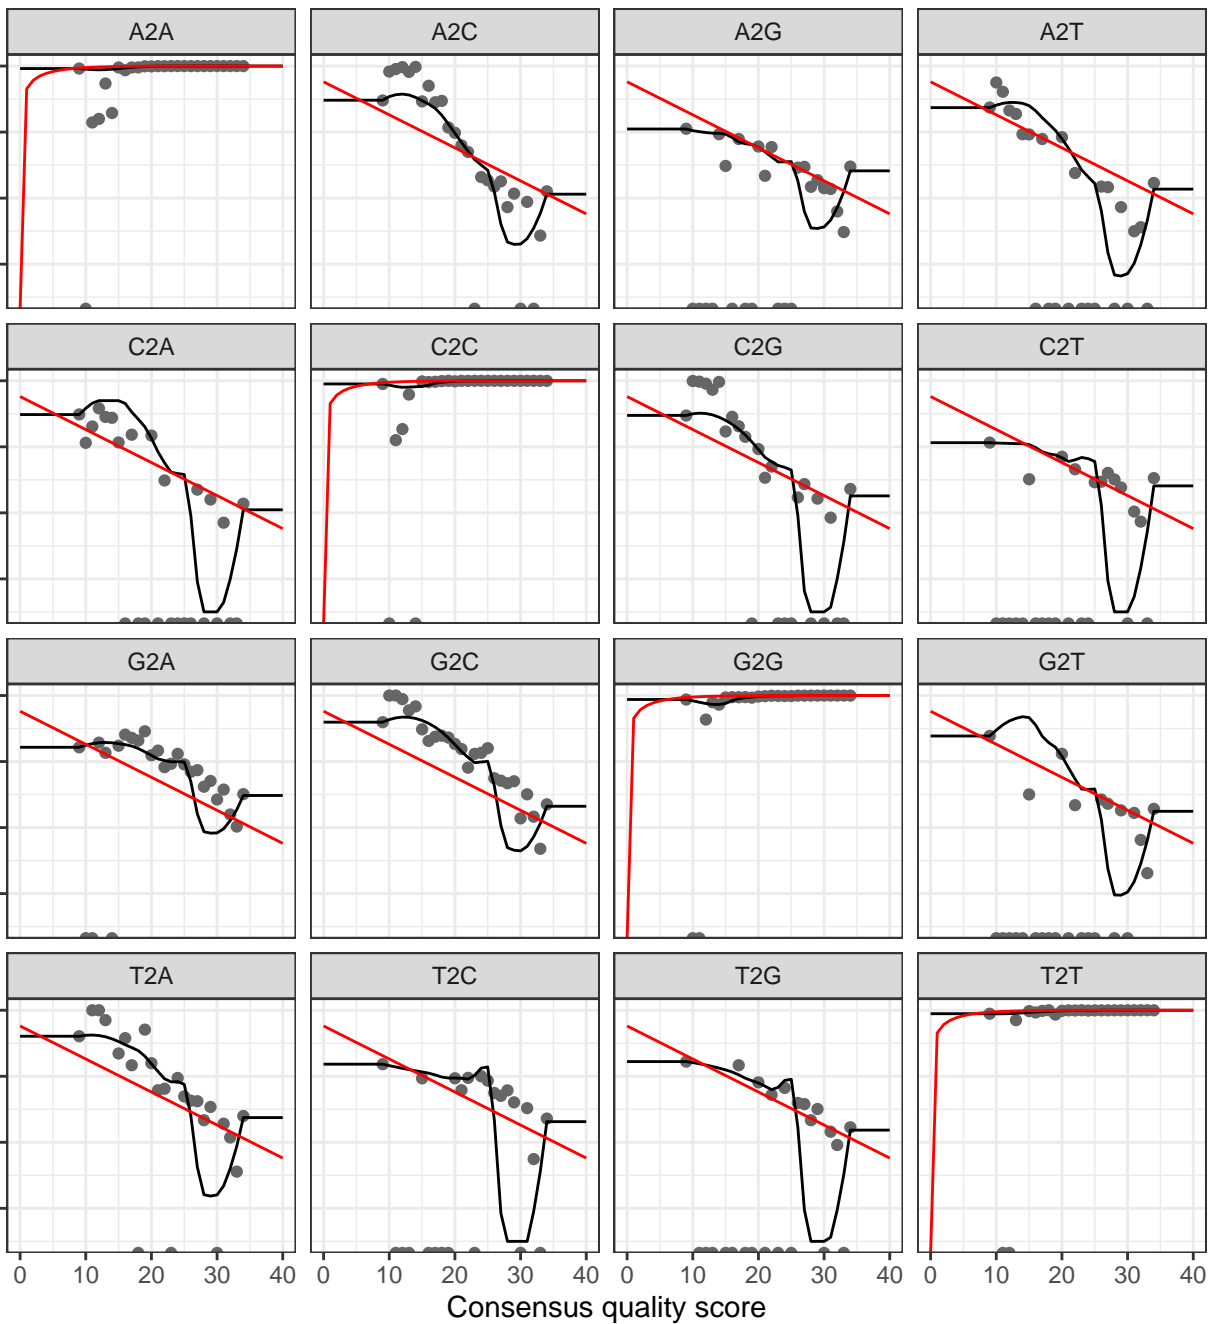 A2A A2C A2G A2T
C2A C2C C2G C2T
G2A G2C G2G G2T
T2A T2C T2G T2T
0 10 20 30 40 0 10 20 30 40 0 10 20 30 40 0 10 20 30 40
Consensus quality score